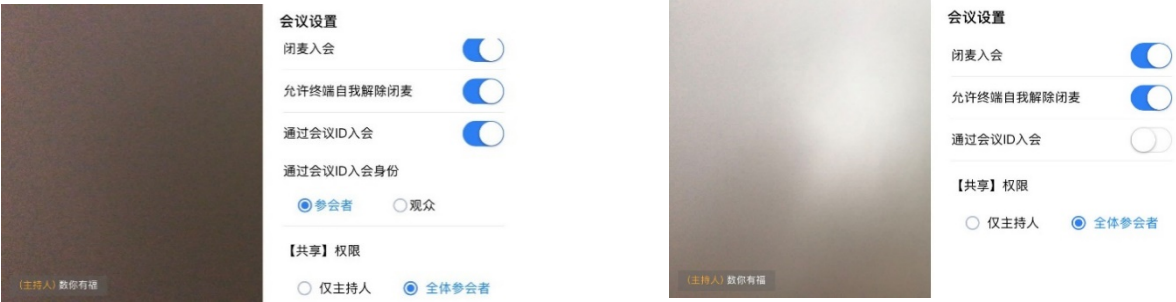 会议设置
闭麦入会
允许终端自我解除闭麦
通过会议ID入会
通过会议ID入会身份
参会者 观众
【共享】权限
仅主持人 全体参会者
(主持人) 数你有福
会议设置
闭麦入会
允许终端自我解除闭麦
通过会议ID入会
【共享】权限
仅主持人 全体参会者
(主持人) 数你有福